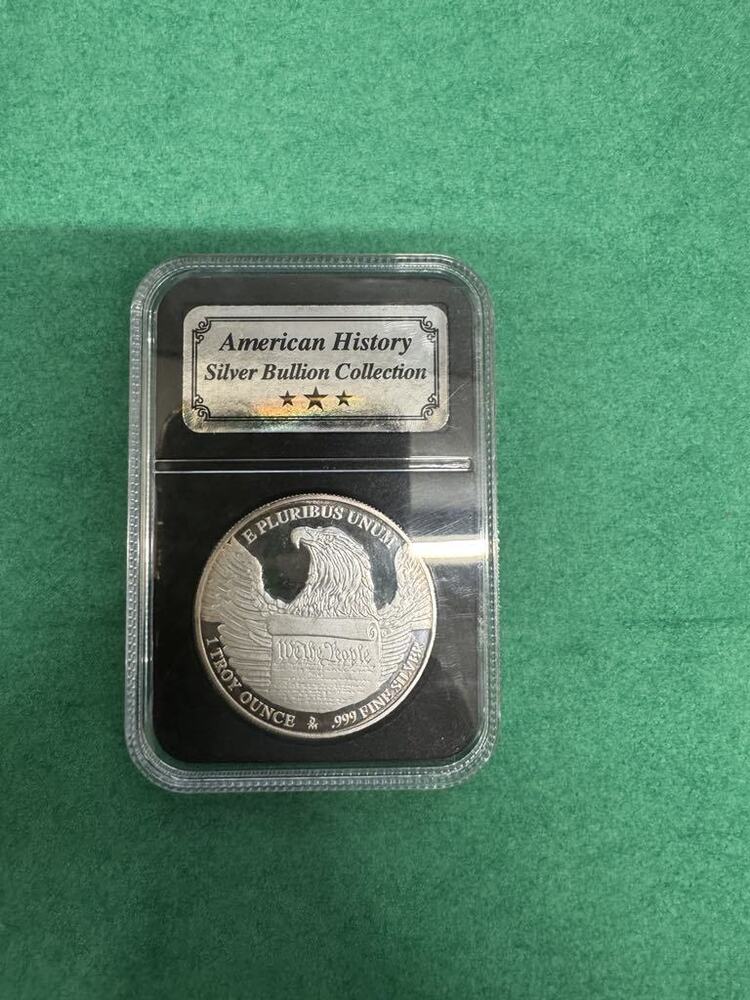 American History
Silver Bullion Collection
E PLURIBUS UNUM
We the People
1 TROY OUNCE
.999 FINE SILVER